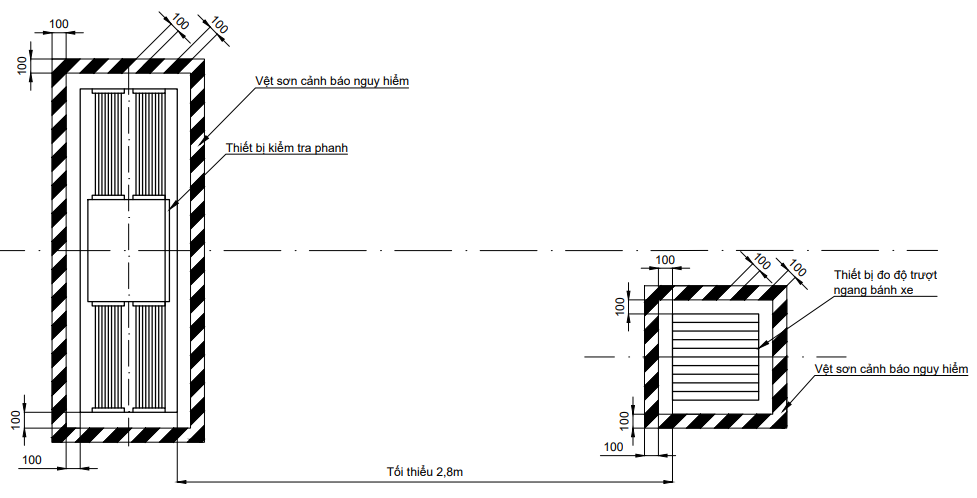 100
100
100
100
Vệt sơn cảnh báo nguy hiểm
Thiết bị kiểm tra phanh
100
100
100
Thiết bị đo độ trượt
ngang bánh xe
100
Vệt sơn cảnh báo nguy hiểm
100
100
100
100
Tối thiểu 2,8m